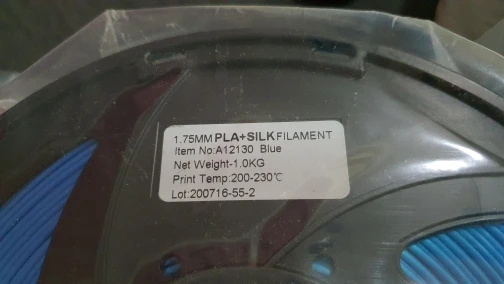 1.75MM PLA+SILK FILAMENT
Item No:A12130 Blue
Net Weight-1.0KG
Print Temp:200-230℃
Lot:200716-55-2